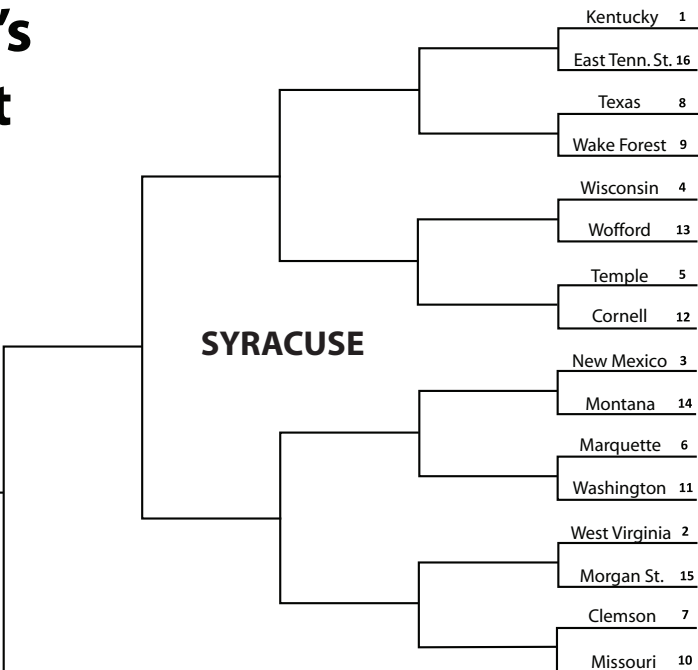 's
t
Kentucky 1
East Tenn. St. 16
Texas 8
Wake Forest 9
Wisconsin 4
Wofford 13
Temple 5
Cornell 12
SYRACUSE
New Mexico 3
Montana 14
Marquette 6
Washington 11
West Virginia 2
Morgan St. 15
Clemson 7
Missouri 10